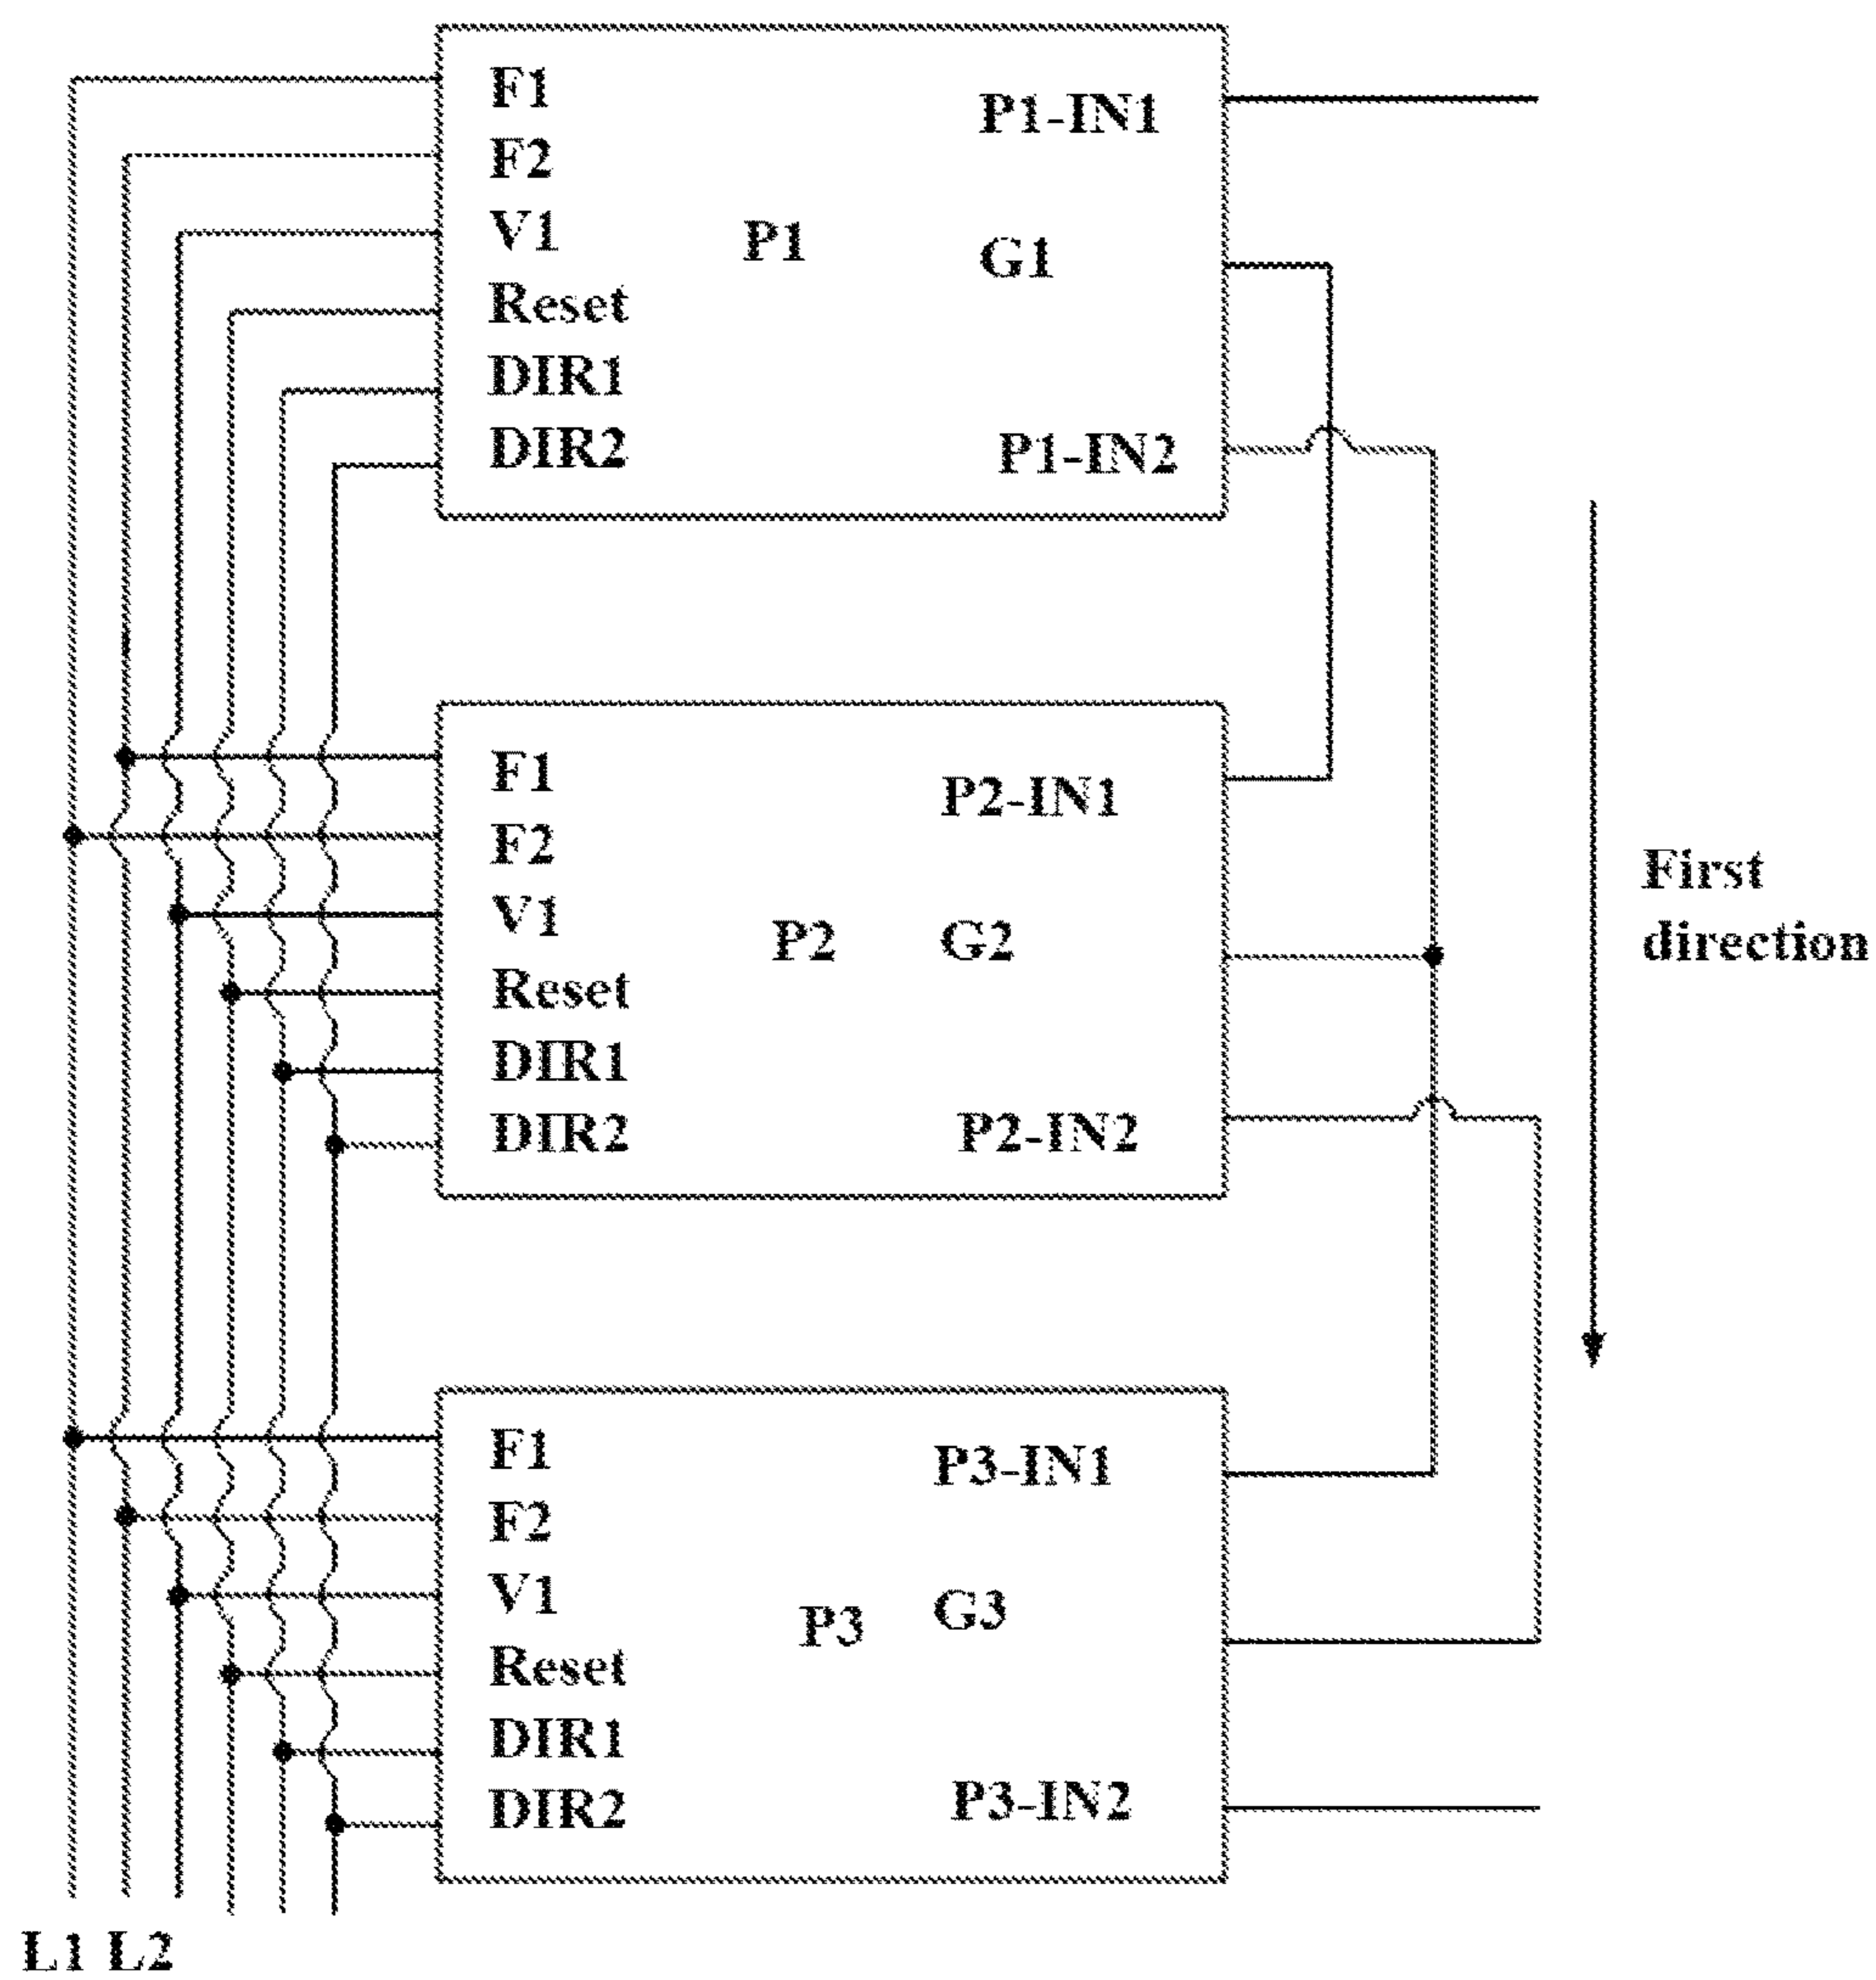 F1
F2
V1
Reset
DIR1
DIR2
P1
P1-IN1
G1
P1-IN2
F1
F2
V1
Reset
DIR1
DIR2
P2
P2-IN1
G2
P2-IN2
First
direction
F1
F2
V1
Reset
DIR1
DIR2
P3
P3-IN1
G3
P3-IN2
L1 L2